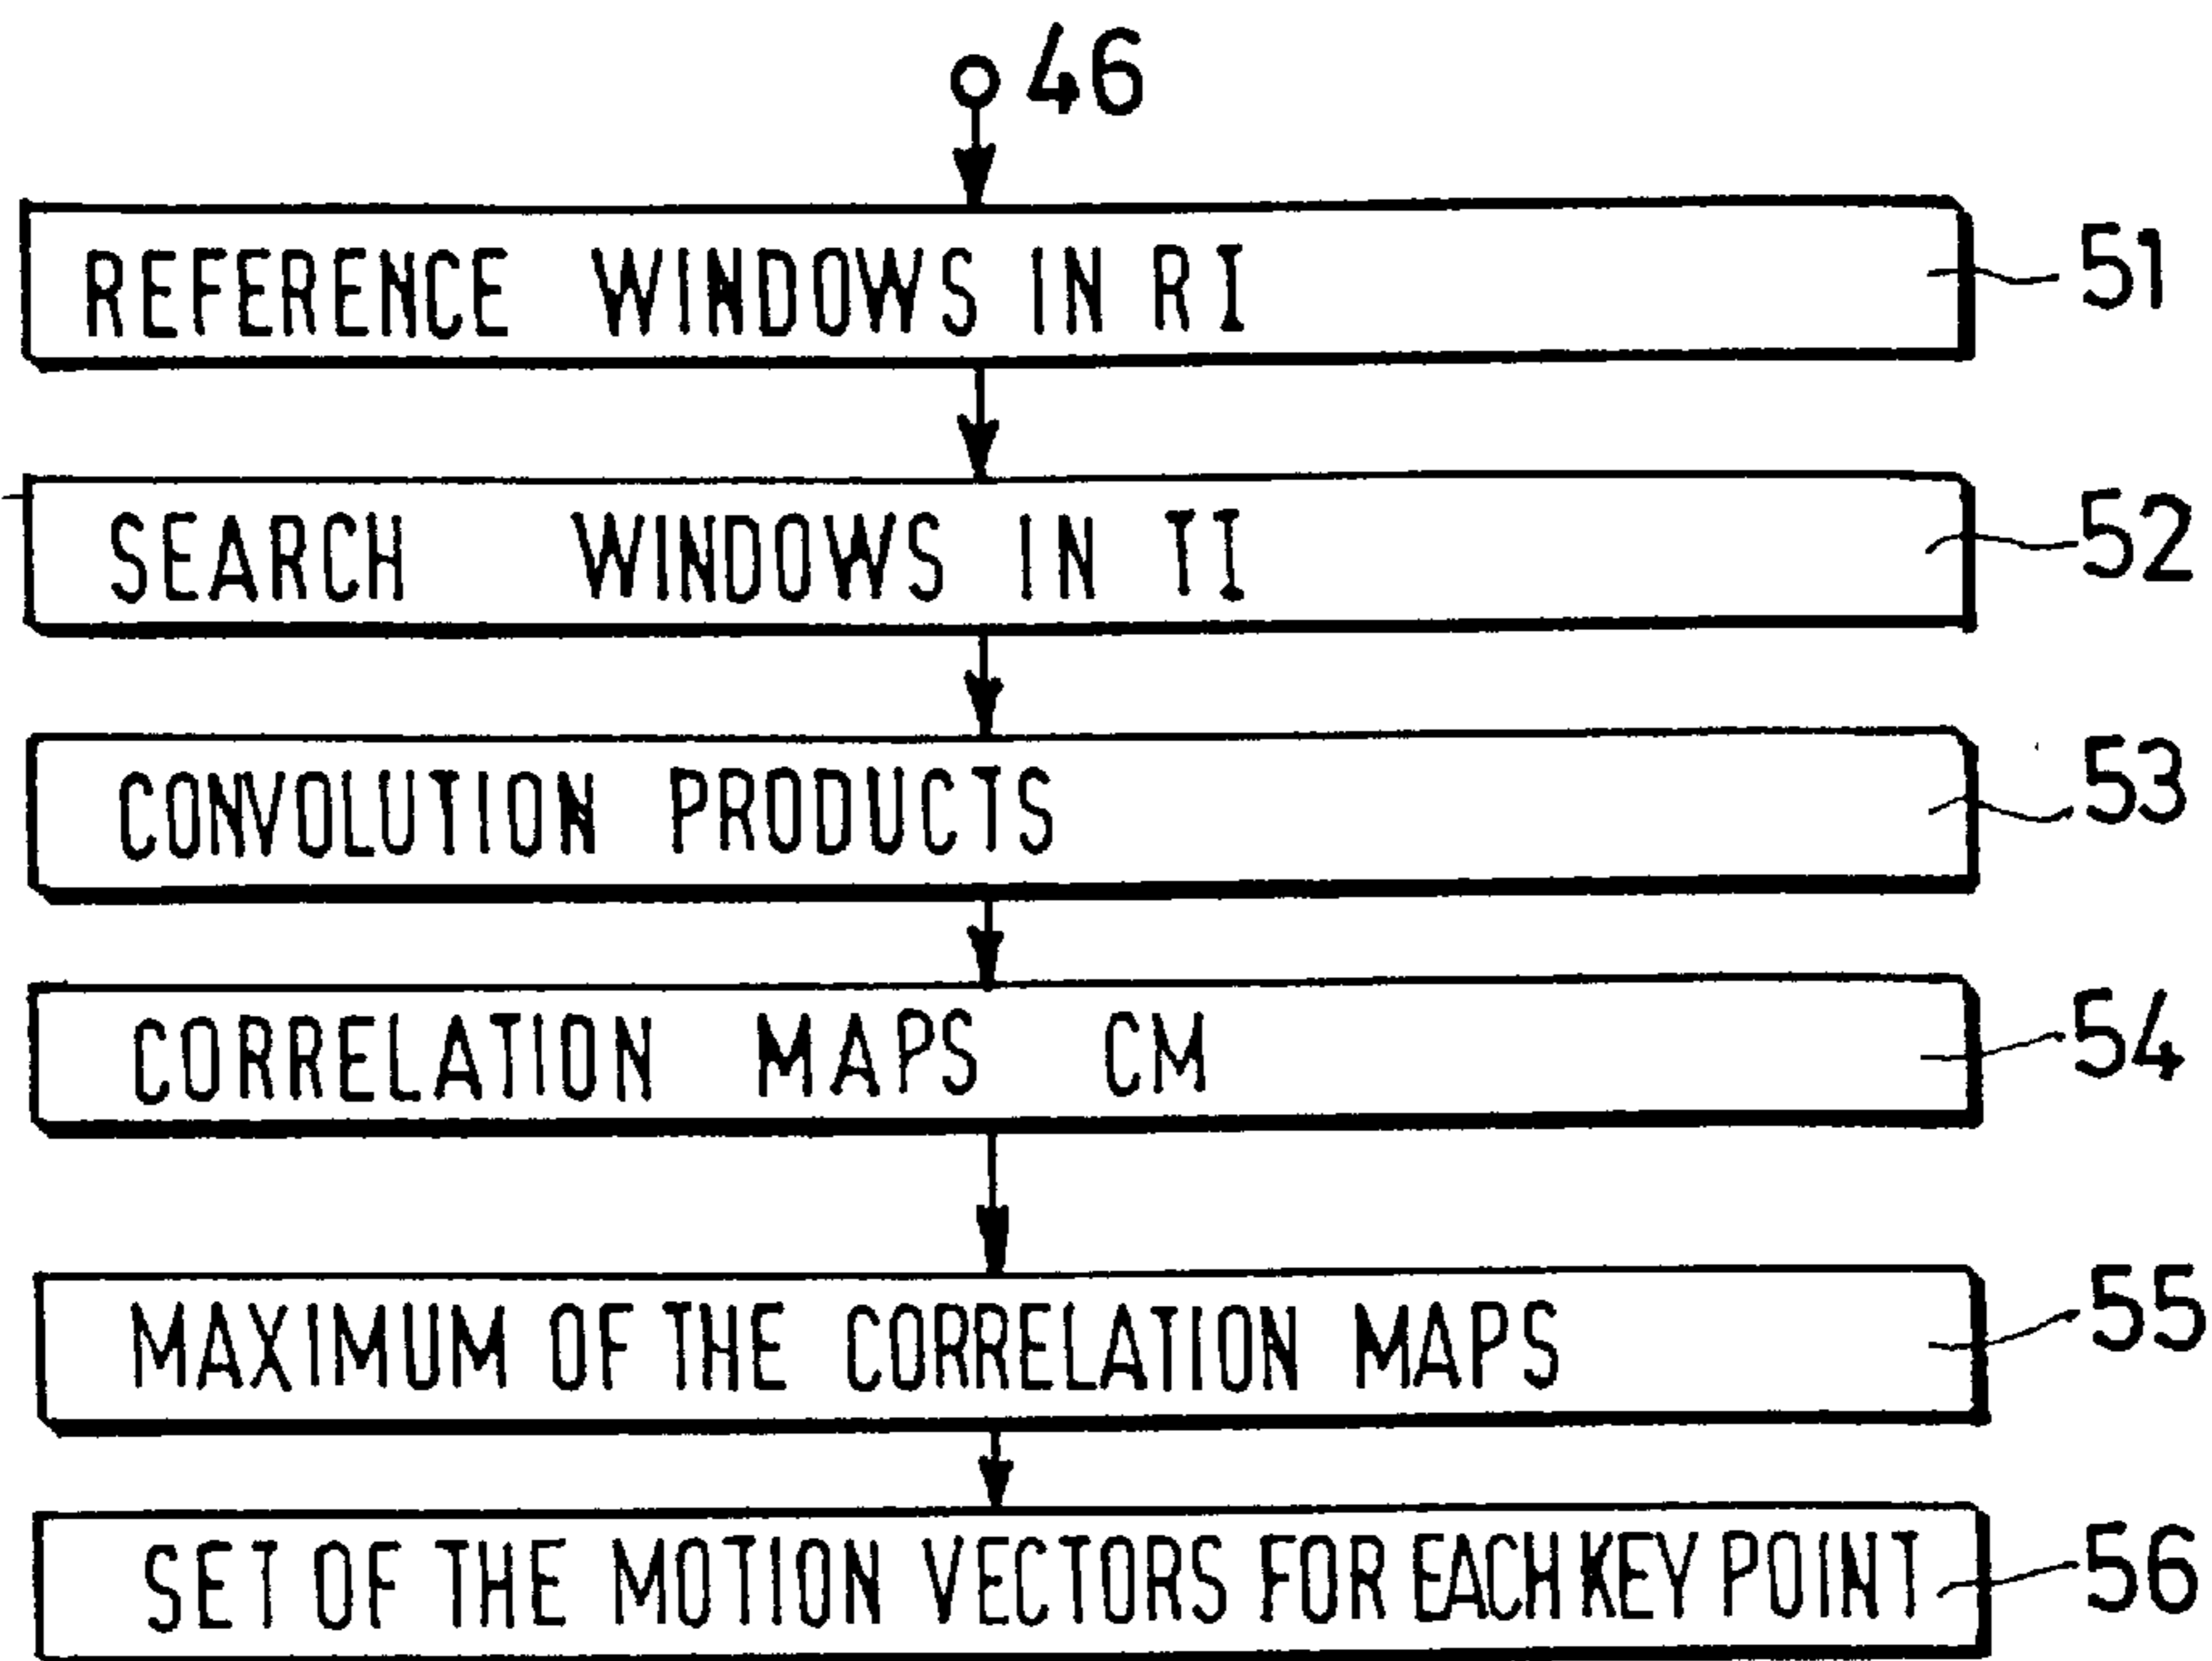 46
REFERENCE WINDOWS IN RI 51
SEARCH WINDOWS IN TI 52
CONVOLUTION PRODUCTS 53
CORRELATION MAPS CM 54
MAXIMUM OF THE CORRELATION MAPS 55
SET OF THE MOTION VECTORS FOR EACH KEY POINT 56